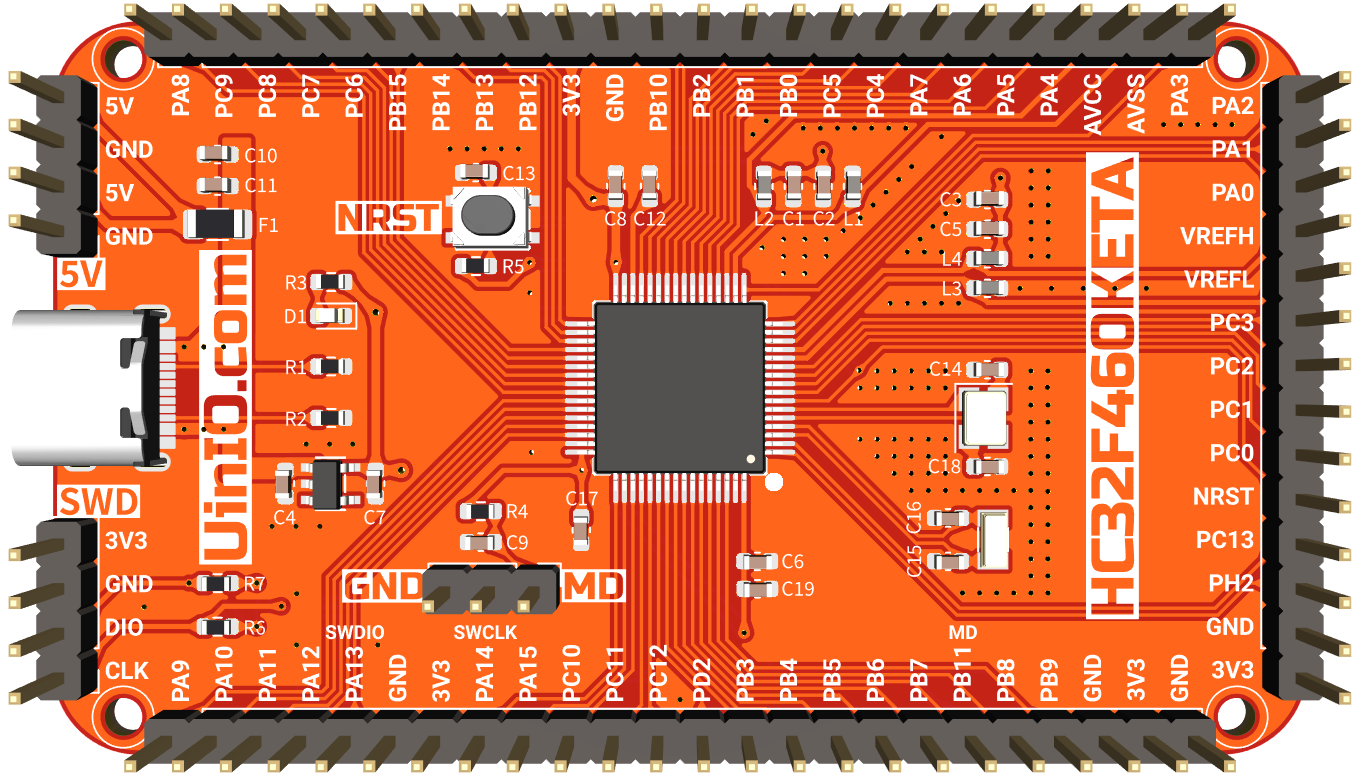 PA8 PC9 PC8 PC7 PC6 PB15 PB14 PB13 PB12 3V3 GND PB10 PB2 PB1 PB0 PC5 PC4 PA7 PA6 PA5 PA4 AVCC AVSS PA3
5V
GND
5V
GND
5V
C10
C11
F1
C13
NRST
R5
C8 C12
L2 C1 C2 L1
C3
C5
L4
L3
PA2
PA1
PA0
VREFH
VREFL
PC3
PC2
PC1
PC0
NRST
PC13
PH2
GND
3V3
R3
D1
R1
R2
UinIO.com
C4 C7
HC32F460KETA
C14
C18
C16
C15
SWD
3V3
GND
DIO
CLK
R7
R6
R4
C9
C17
C6
C19
GND MD
SWDIO SWCLK MD
PA9 PA10 PA11 PA12 PA13 GND 3V3 PA14 PA15 PC10 PC11 PC12 PD2 PB3 PB4 PB5 PB6 PB7 PB11 PB8 PB9 GND 3V3 GND